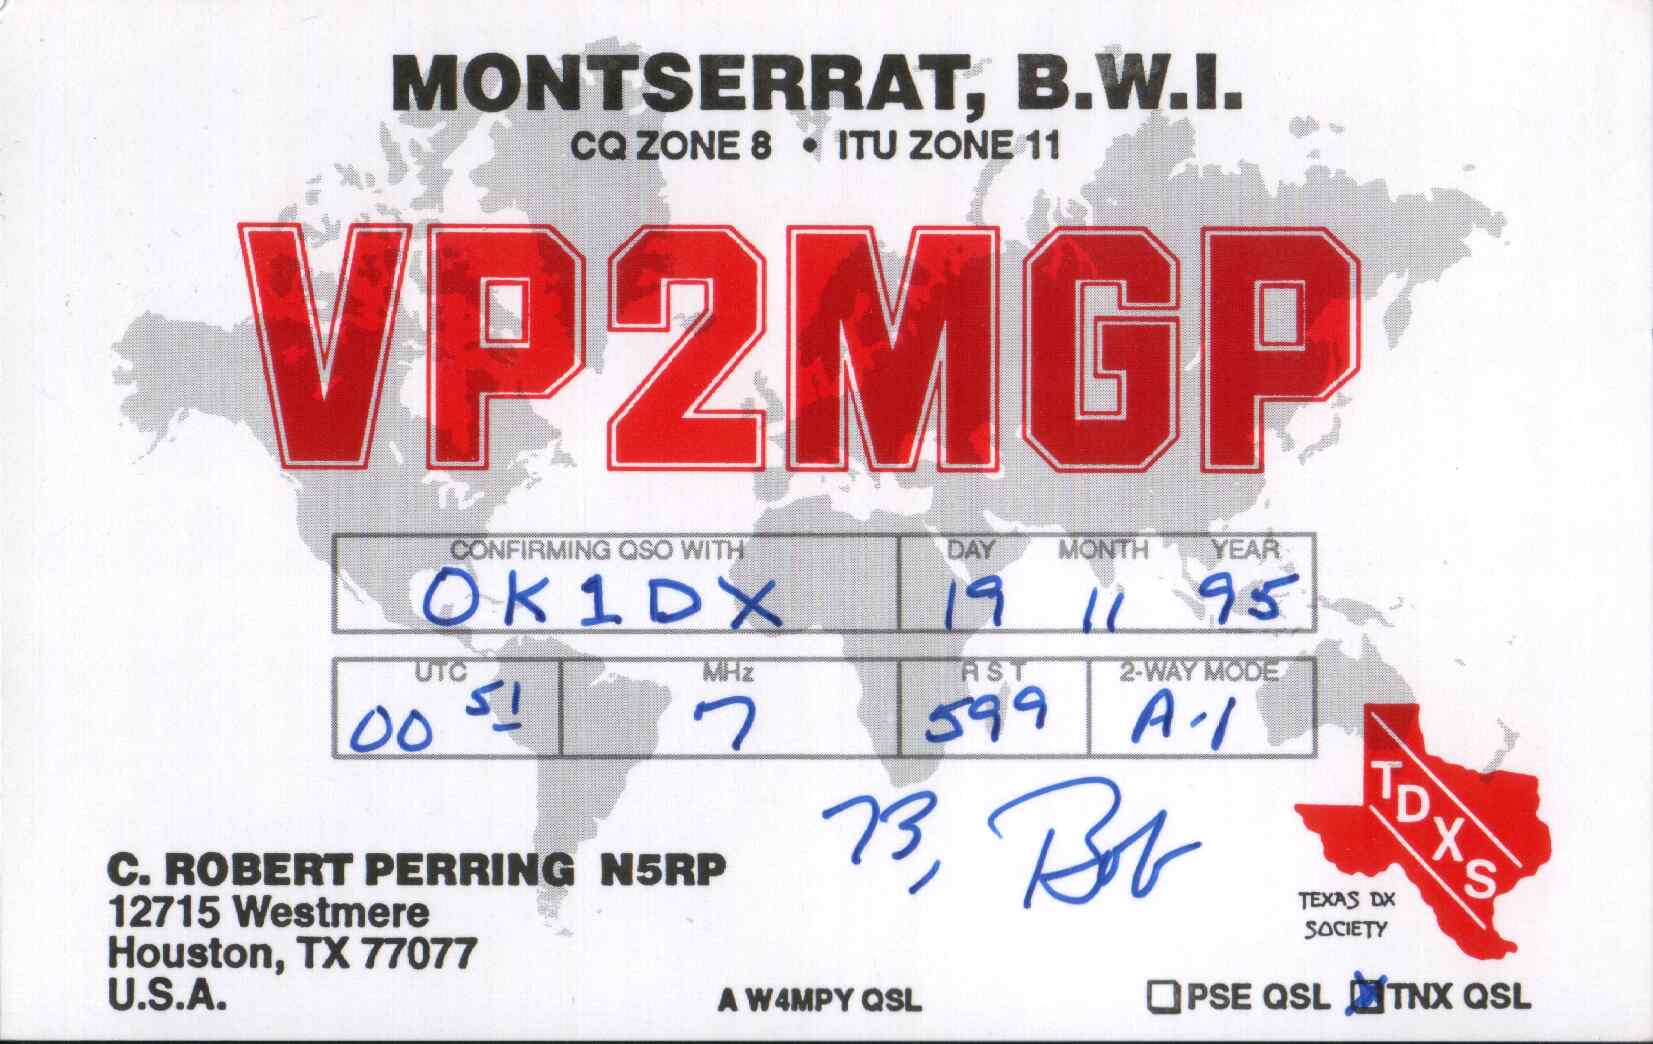 MONTSERRAT, B.W.I.
CQ ZONE 8 • ITU ZONE 11
VP2MGP
CONFIRMING QSO WITH DAY MONTH YEAR
OK1DX 19 11 95
UTC MHz R S T 2-WAY MODE
00 51 7 599 A-1
73, Bob
TDXS
TEXAS DX
SOCIETY
C. ROBERT PERRING N5RP
12715 Westmere
Houston, TX 77077
U.S.A.
A W4MPY QSL
PSE QSL TNX QSL